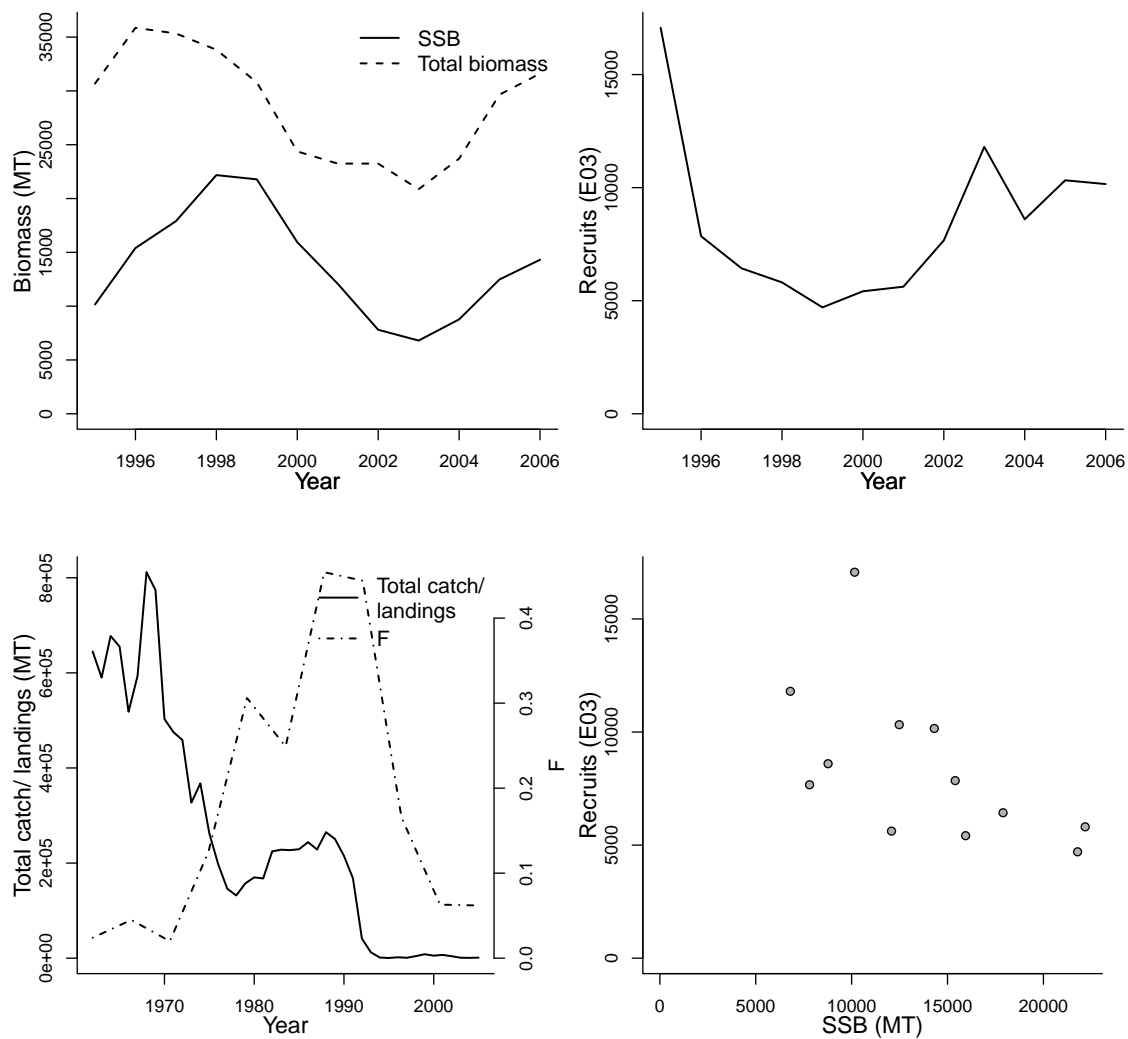 SSB
Total biomass
Biomass (MT)
0
5000
15000
25000
35000
1996
1998
2000
2002
2004
2006
Year
Recruits (E03)
0
5000
10000
15000
1996
1998
2000
2002
2004
2006
Year
Total catch/
landings
F
Total catch/ landings (MT)
0e+00
2e+05
4e+05
6e+05
8e+05
1970
1980
1990
2000
Year
0.0
0.1
0.2
0.3
0.4
F
Recruits (E03)
0
5000
10000
15000
0
5000
10000
15000
20000
SSB (MT)